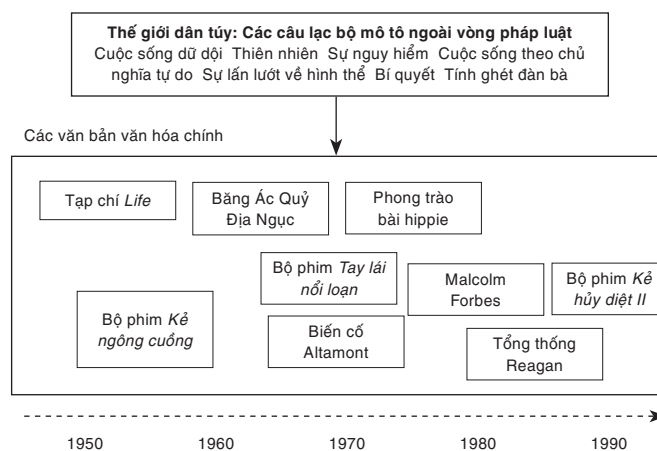 Thế giới dân túy: Các câu lạc bộ mô tô ngoài vòng pháp luật
Cuộc sống dữ dội Thiên nhiên Sự nguy hiểm Cuộc sống theo chủ
nghĩa tự do Sự lấn lướt về hình thể Bí quyết Tính ghét đàn bà
Các văn bản văn hóa chính
Tạp chí Life
Băng Ác Quỷ
Địa Ngục
Phong trào
bài hippie
Bộ phim Tay lái
nổi loạn
Malcolm
Forbes
Bộ phim Kẻ
hủy diệt II
Bộ phim Kẻ
ngông cuồng
Biến cố
Altamont
Tổng thống
Reagan
1950 1960 1970 1980 1990